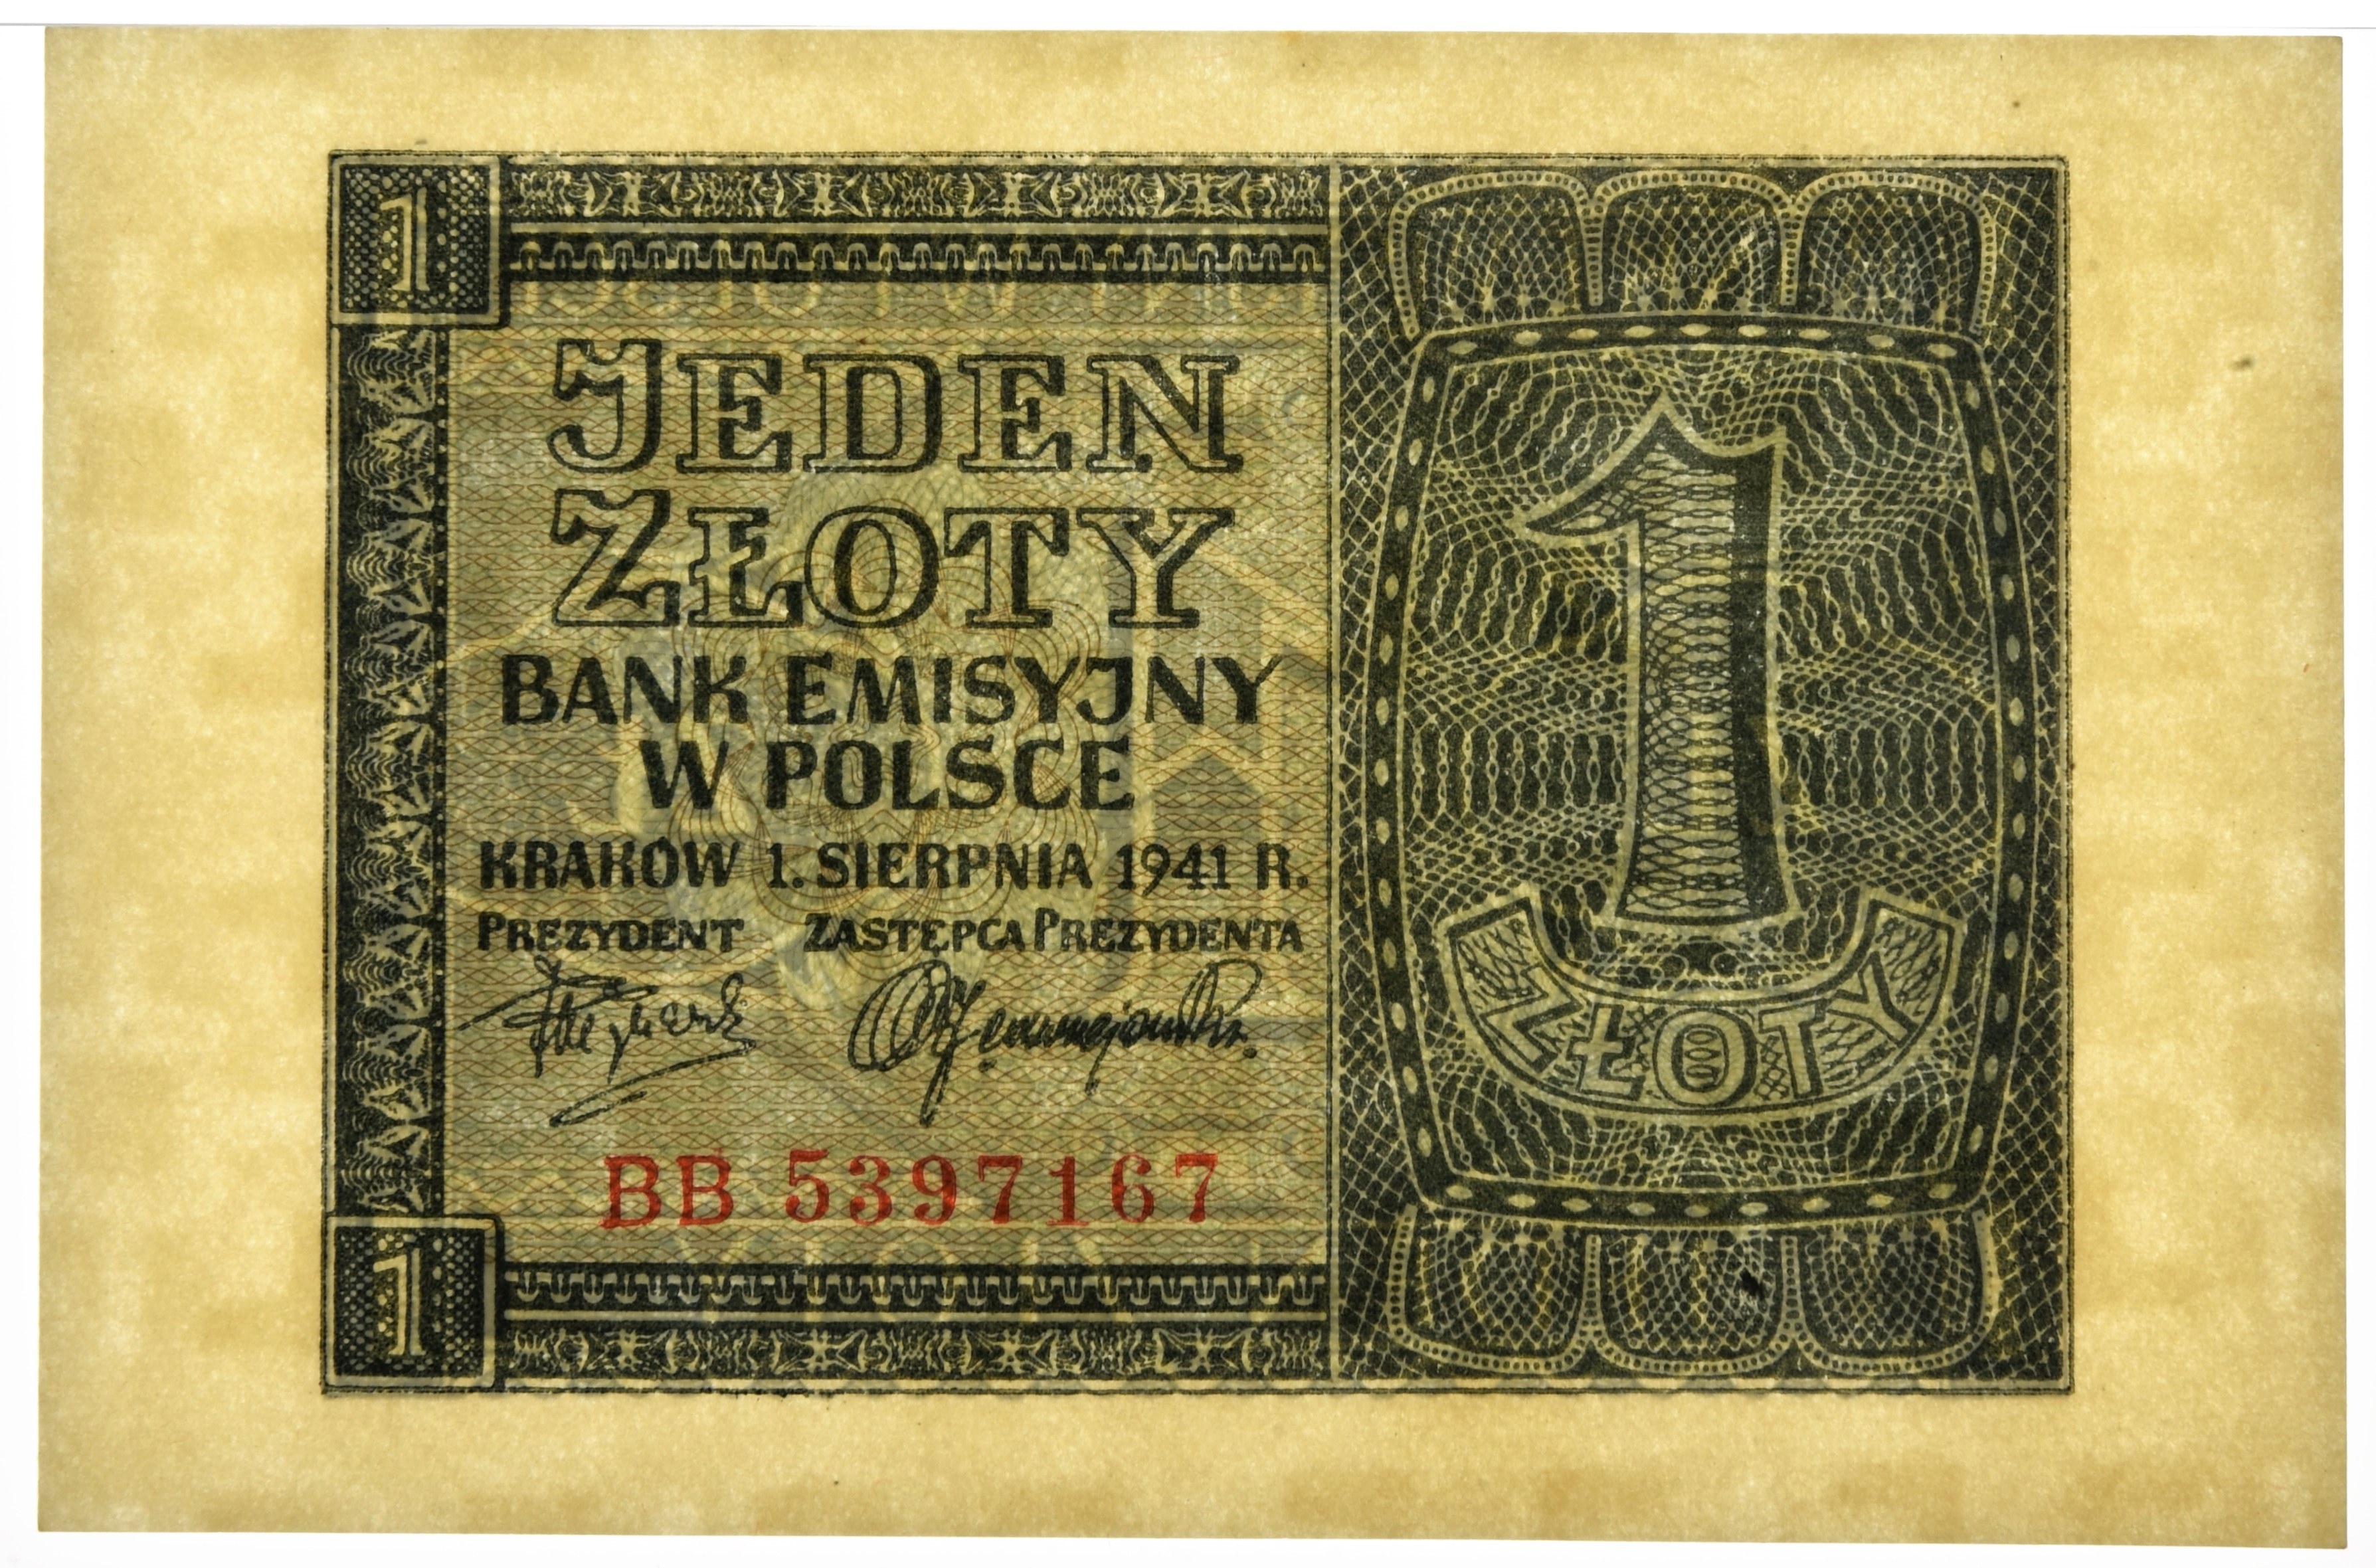 1
JEDEN
ZŁOTY
BANK EMISYJNY
W POLSCE
KRAKÓW 1. SIERPNIA 1941 R.
PREZYDENT ZASTĘPCA PREZYDENTA
BB 5397167
1
1
ZŁOTY